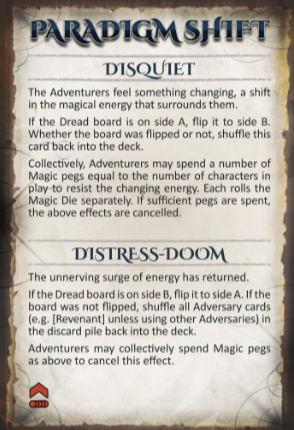 PARADIGM SHIFT
DISQUIET
The Adventurers feel something changing, a shift
in the magical energy that surrounds them.
If the Dread board is on side A, flip it to side B.
Whether the board was flipped or not, shuffle this
card back into the deck.
Collectively, Adventurers may spend a number of
Magic pegs equal to the number of characters in
play to resist the changing energy. Each rolls the
Magic Die separately. If sufficient pegs are spent,
the above effects are cancelled.
DISTRESS-DOOM
The unnerving surge of energy has returned.
If the Dread board is on side B, flip it to side A. If the
board was not flipped, shuffle all Adversary cards
(e.g. [Revenant] unless using other Adversaries) in
the discard pile back into the deck.
Adventurers may collectively spend Magic pegs
as above to cancel this effect.